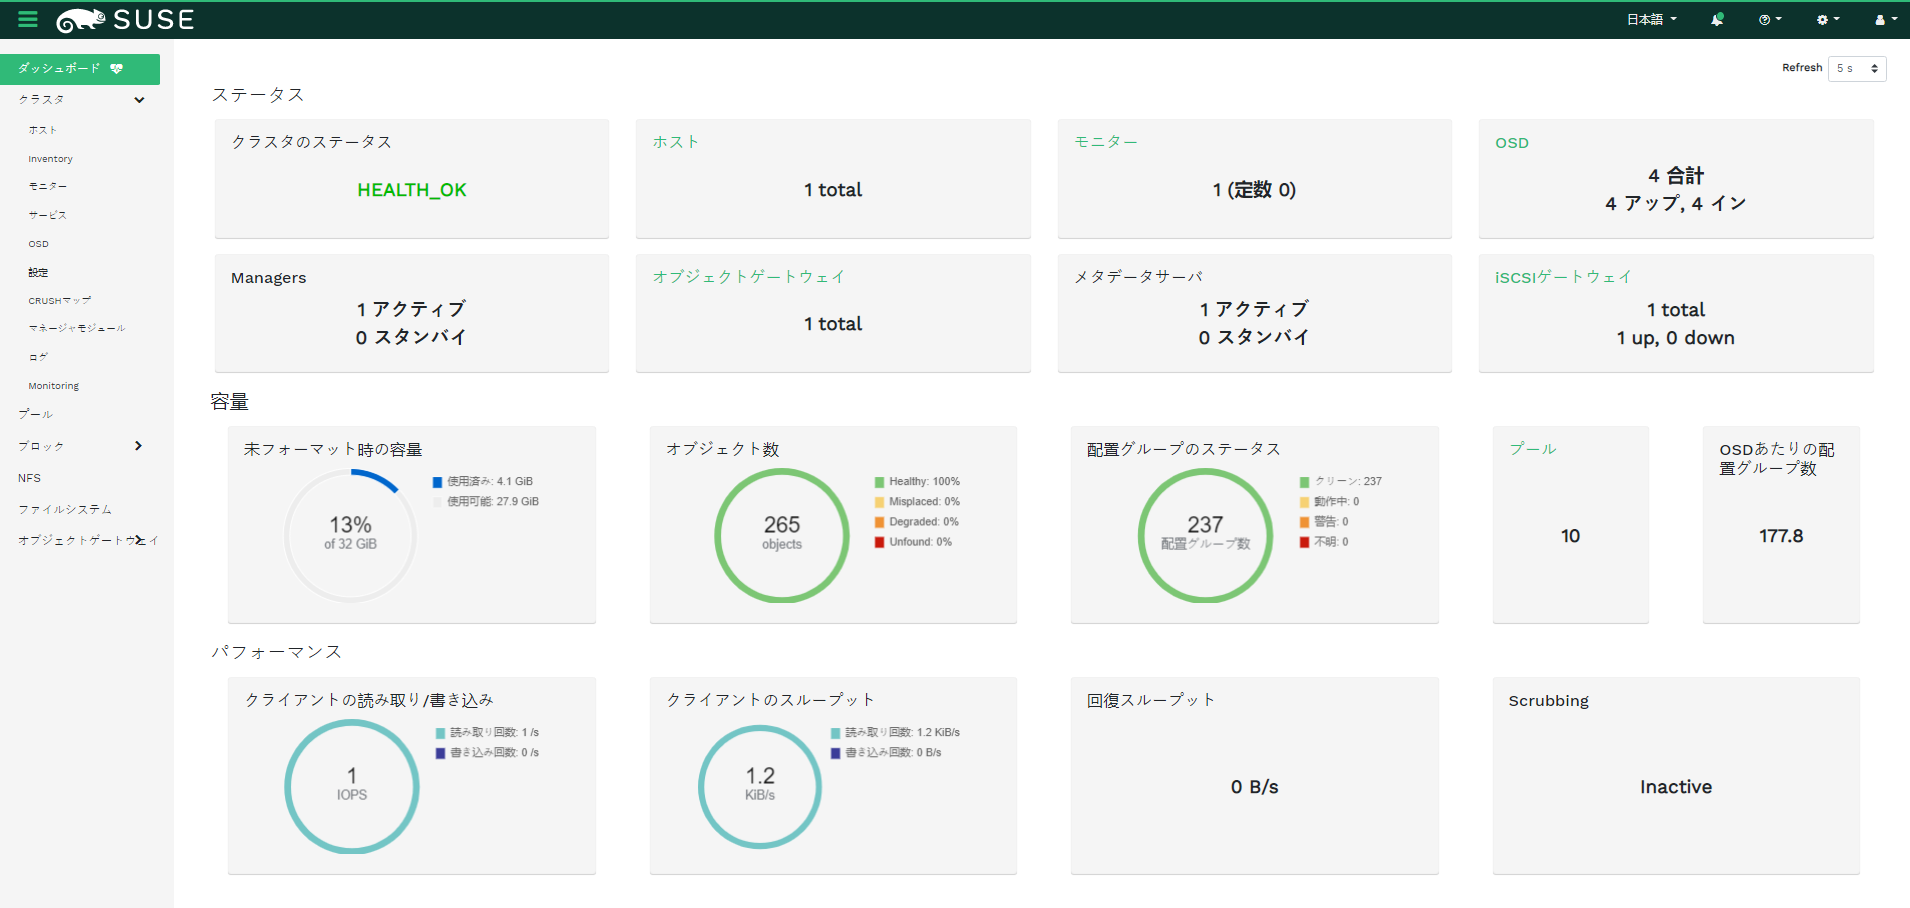 SUSE
日本語
Refresh
5 s
ダッシュボード
クラスタ
ホスト
Inventory
モニター
サービス
OSD
設定
CRUSHマップ
マネージャモジュール
ログ
Monitoring
プール
ブロック
NFS
ファイルシステム
オブジェクトゲートウェイ
ステータス
クラスタのステータス
HEALTH_OK
ホスト
1 total
モニター
1 (定数 0)
OSD
4 合計
4 アップ, 4 イン
Managers
1 アクティブ
0 スタンバイ
オブジェクトゲートウェイ
1 total
メタデータサーバ
1 アクティブ
0 スタンバイ
iSCSIゲートウェイ
1 total
1 up, 0 down
容量
未フォーマット時の容量
13%
of 32 GiB
使用済み: 4.1 GiB
使用可能: 27.9 GiB
オブジェクト数
265
objects
Healthy: 100%
Misplaced: 0%
Degraded: 0%
Unfound: 0%
配置グループのステータス
237
配置グループ数
クリーン: 237
動作中: 0
警告: 0
不明: 0
プール
10
OSDあたりの配
置グループ数
177.8
パフォーマンス
クライアントの読み取り/書き込み
1
IOPS
読み取り回数: 1 /s
書き込み回数: 0 /s
クライアントのスループット
1.2
KiB/s
読み取り回数: 1.2 KiB/s
書き込み回数: 0 B/s
回復スループット
0 B/s
Scrubbing
Inactive